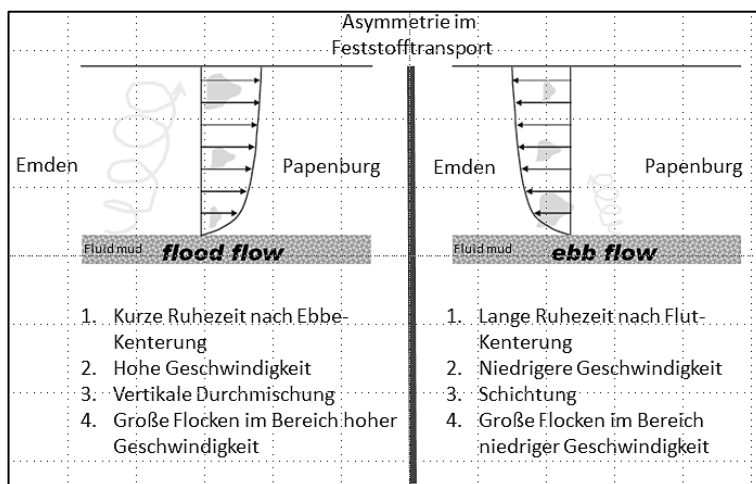 Asymmetrie im
Feststofftransport
Emden
Papenburg
Fluid mud
flood flow
1. Kurze Ruhezeit nach Ebbe-
Kenterung
2. Hohe Geschwindigkeit
3. Vertikale Durchmischung
4. Große Flocken im Bereich hoher
Geschwindigkeit
Emden
Papenburg
Fluid mud
ebb flow
1. Lange Ruhezeit nach Flut-
Kenterung
2. Niedrigere Geschwindigkeit
3. Schichtung
4. Große Flocken im Bereich
niedriger Geschwindigkeit